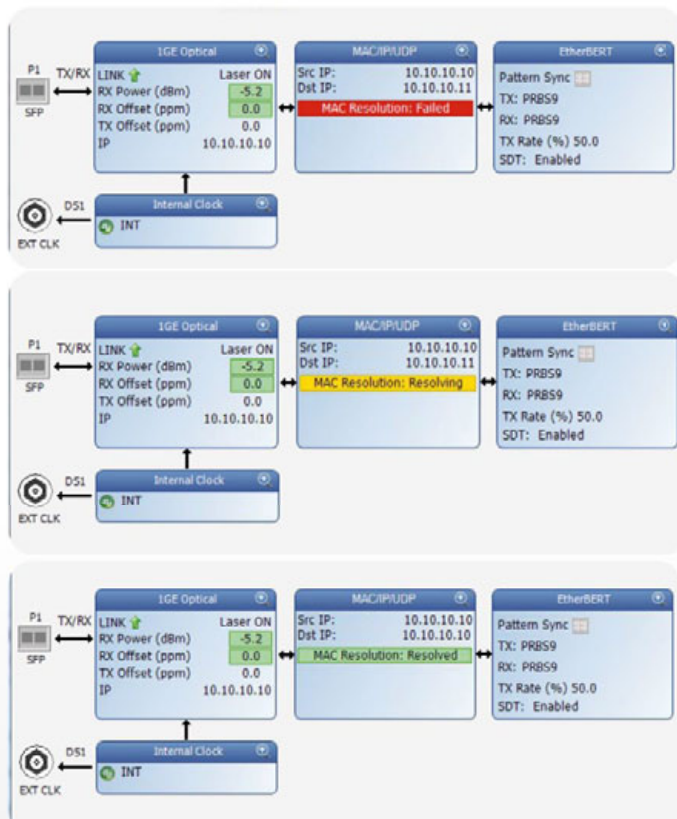 1GE Optical
MAC/IP/UDP
EtherBERT
P1 TX/RX
SFP
LINK Laser ON
RX Power (dBm) -5.2
RX Offset (ppm) 0.0
TX Offset (ppm) 0.0
IP 10.10.10.10
Src IP: 10.10.10.10
Dst IP: 10.10.10.11
MAC Resolution: Failed
Pattern Sync
TX: PRBS9
RX: PRBS9
TX Rate (%) 50.0
SDT: Enabled
DS1
EXT CLK
Internal Clock
INT
1GE Optical
MAC/IP/UDP
EtherBERT
P1 TX/RX
SFP
LINK Laser ON
RX Power (dBm) -5.2
RX Offset (ppm) 0.0
TX Offset (ppm) 0.0
IP 10.10.10.10
Src IP: 10.10.10.10
Dst IP: 10.10.10.11
MAC Resolution: Resolving
Pattern Sync
TX: PRBS9
RX: PRBS9
TX Rate (%) 50.0
SDT: Enabled
DS1
EXT CLK
Internal Clock
INT
1GE Optical
MAC/IP/UDP
EtherBERT
P1 TX/RX
SFP
LINK Laser ON
RX Power (dBm) -5.2
RX Offset (ppm) 0.0
TX Offset (ppm) 0.0
IP 10.10.10.10
Src IP: 10.10.10.10
Dst IP: 10.10.10.10
MAC Resolution: Resolved
Pattern Sync
TX: PRBS9
RX: PRBS9
TX Rate (%) 50.0
SDT: Enabled
DS1
EXT CLK
Internal Clock
INT